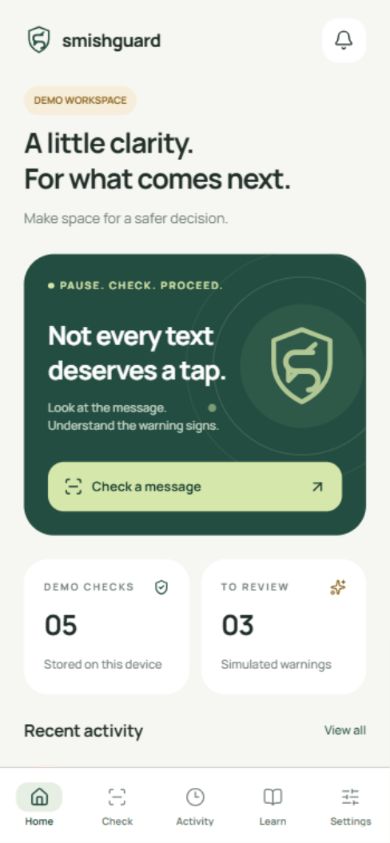 smishguard
DEMO WORKSPACE
A little clarity.
For what comes next.
Make space for a safer decision.
PAUSE. CHECK. PROCEED.
Not every text
deserves a tap.
Look at the message.
Understand the warning signs.
Check a message
DEMO CHECKS
05
Stored on this device
TO REVIEW
03
Simulated warnings
Recent activity
View all
Home
Check
Activity
Learn
Settings